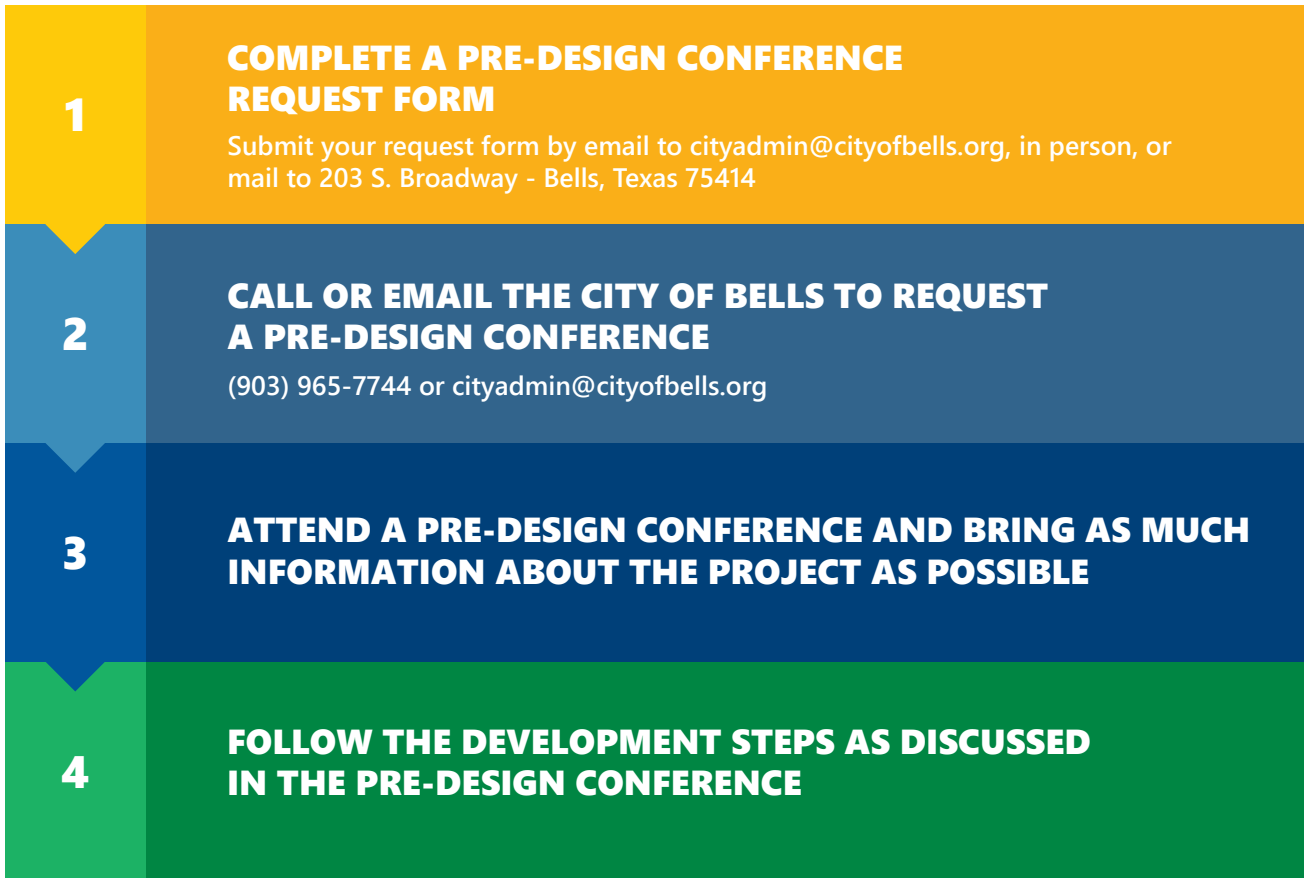 1
COMPLETE A PRE-DESIGN CONFERENCE
REQUEST FORM
Submit your request form by email to cityadmin@cityofbells.org, in person, or
mail to 203 S. Broadway - Bells, Texas 75414
2
CALL OR EMAIL THE CITY OF BELLS TO REQUEST
A PRE-DESIGN CONFERENCE
(903) 965-7744 or cityadmin@cityofbells.org
3
ATTEND A PRE-DESIGN CONFERENCE AND BRING AS MUCH
INFORMATION ABOUT THE PROJECT AS POSSIBLE
4
FOLLOW THE DEVELOPMENT STEPS AS DISCUSSED
IN THE PRE-DESIGN CONFERENCE